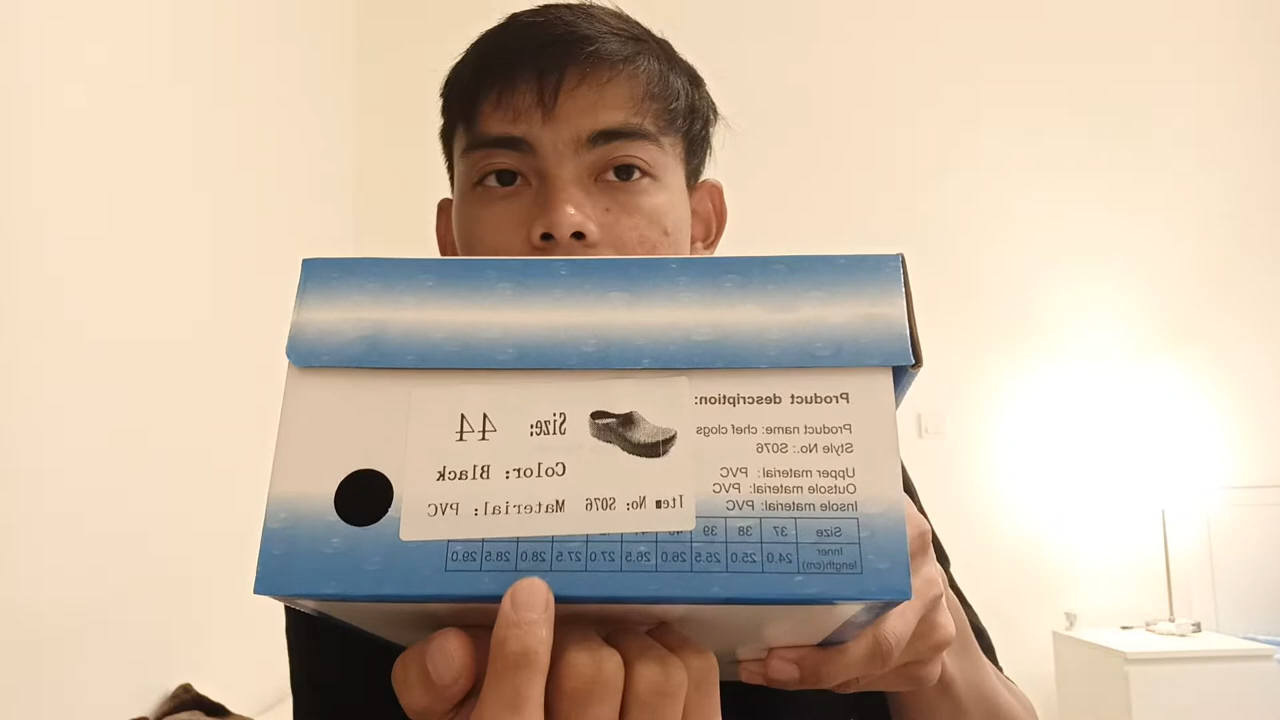 Product description:
Product name: chef clogs
Style No.: S076
Upper material: PVC
Outsole material: PVC
Insole material: PVC
Size: 44
Color: Black
Item No: S076 Material: PVC
Size 37 38 39 40
Inner length(cm) 24.0 25.0 25.5 26.0 26.5 27.0 27.5 28.0 28.5 29.0